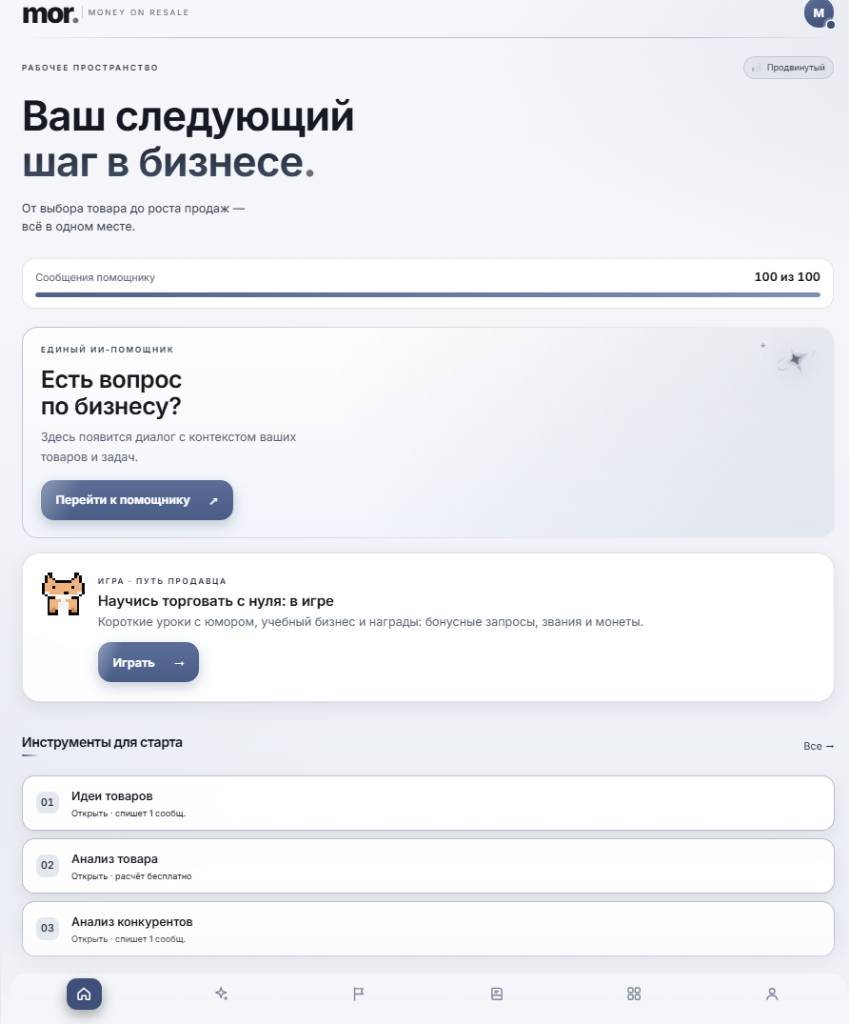 mor. MONEY ON RESALE
M
РАБОЧЕЕ ПРОСТРАНСТВО
Продвинутый
Ваш следующий
шаг в бизнесе.
От выбора товара до роста продаж —
всё в одном месте.
Сообщения помощнику
100 из 100
ЕДИНЫЙ ИИ-ПОМОЩНИК
Есть вопрос
по бизнесу?
Здесь появится диалог с контекстом ваших
товаров и задач.
Перейти к помощнику ↗
ИГРА · ПУТЬ ПРОДАВЦА
Научись торговать с нуля: в игре
Короткие уроки с юмором, учебный бизнес и награды: бонусные запросы, звания и монеты.
Играть →
Инструменты для старта
Все →
01
Идеи товаров
Открыть · спишет 1 сообщ.
02
Анализ товара
Открыть · расчёт бесплатно
03
Анализ конкурентов
Открыть · спишет 1 сообщ.